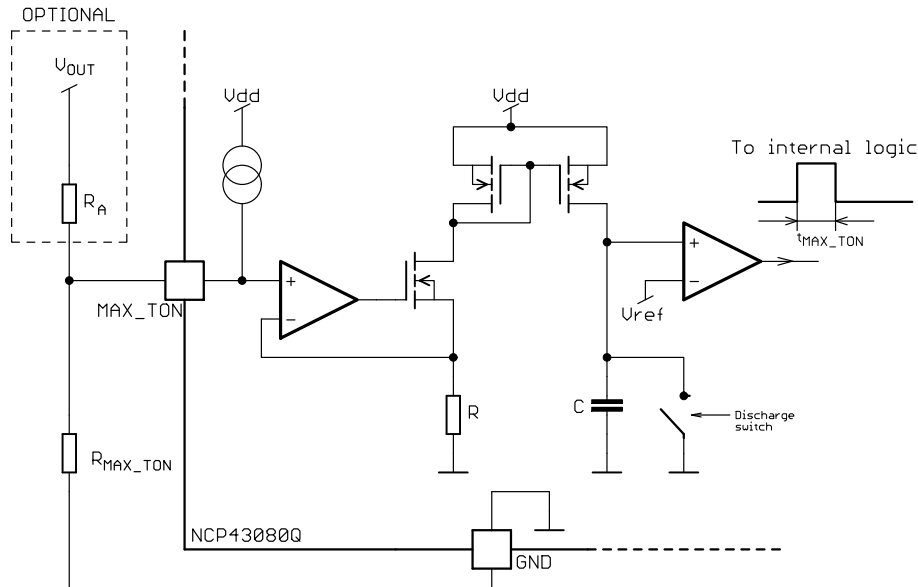 OPTIONAL
VOUT
Vdd
Vdd
To internal logic
RA
tMAX_TON
+
−
+
−
MAX_TON
Vref
R
C
Discharge
switch
RMAX_TON
NCP43080Q
GND